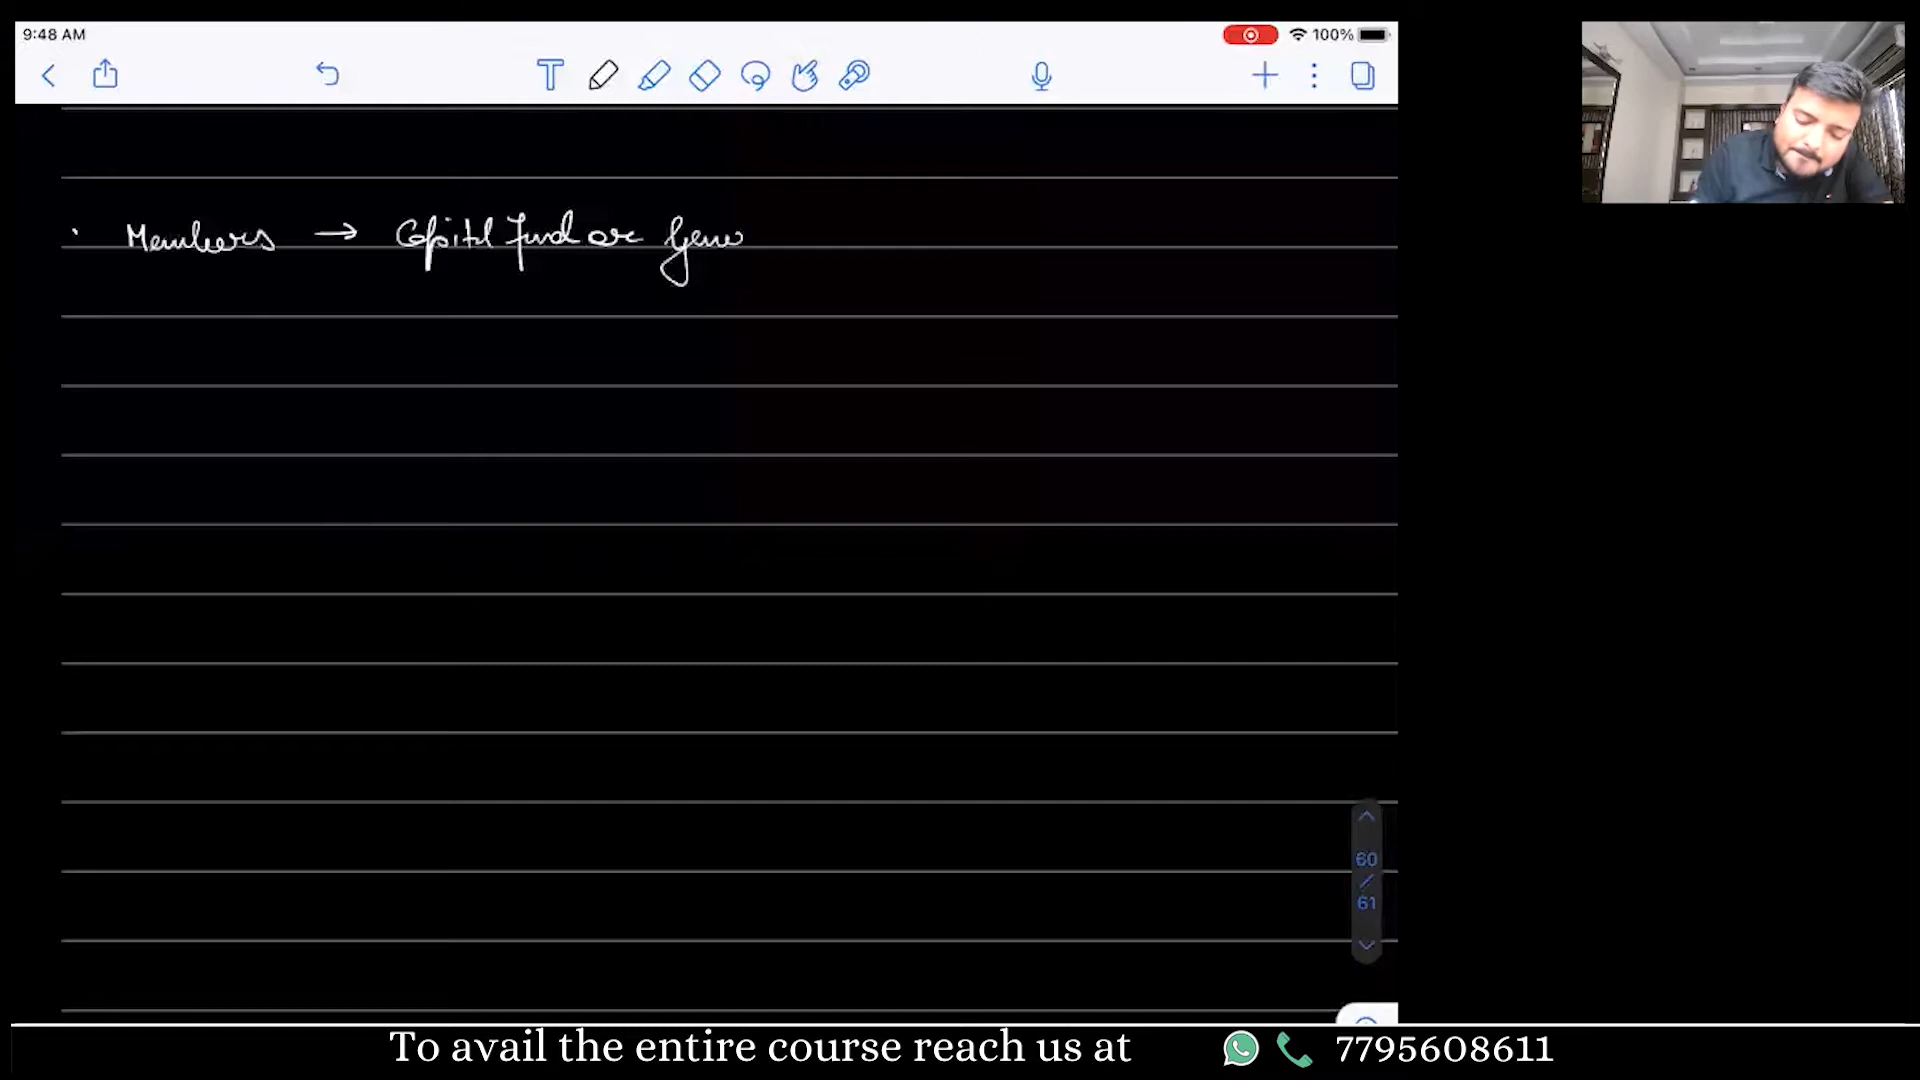 9:48 AM
100%
. Members → Capital Fund or Gene
60
/
61
To avail the entire course reach us at 7795608611